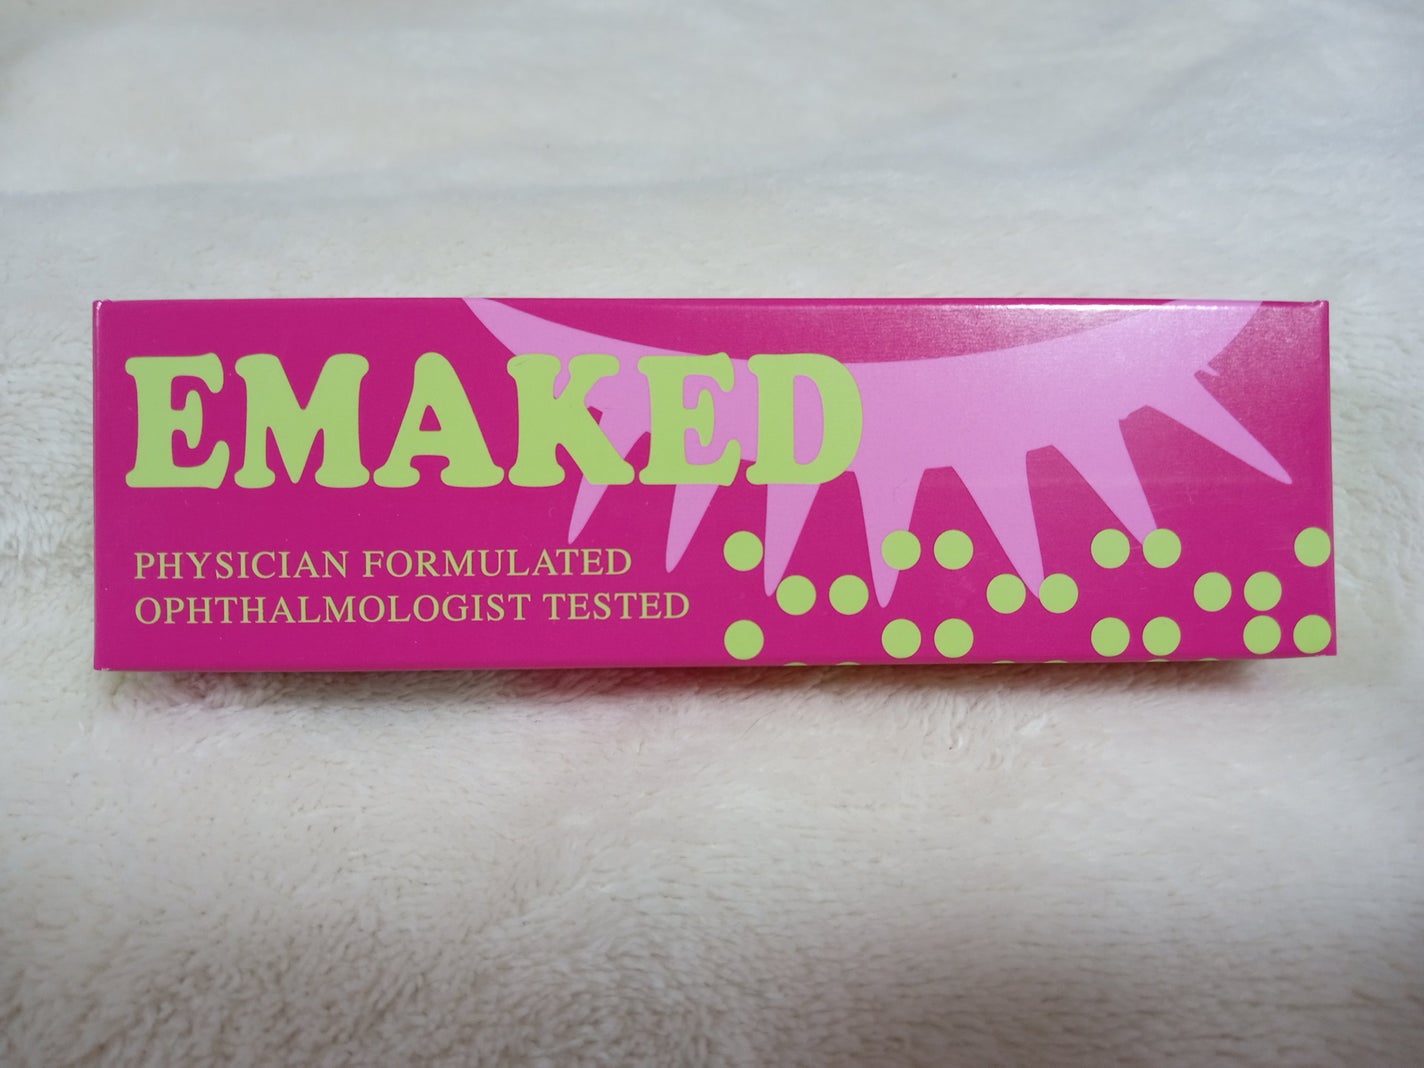 EMAKED
PHYSICIAN FORMULATED
OPHTHALMOLOGIST TESTED